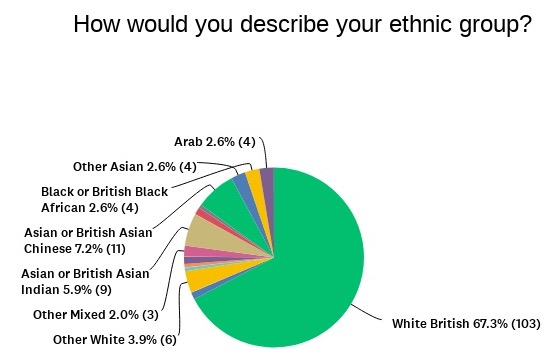 How would you describe your ethnic group?
Arab 2.6% (4)
Other Asian 2.6% (4)
Black or British Black
African 2.6% (4)
Asian or British Asian
Chinese 7.2% (11)
Asian or British Asian
Indian 5.9% (9)
Other Mixed 2.0% (3)
Other White 3.9% (6)
White British 67.3% (103)